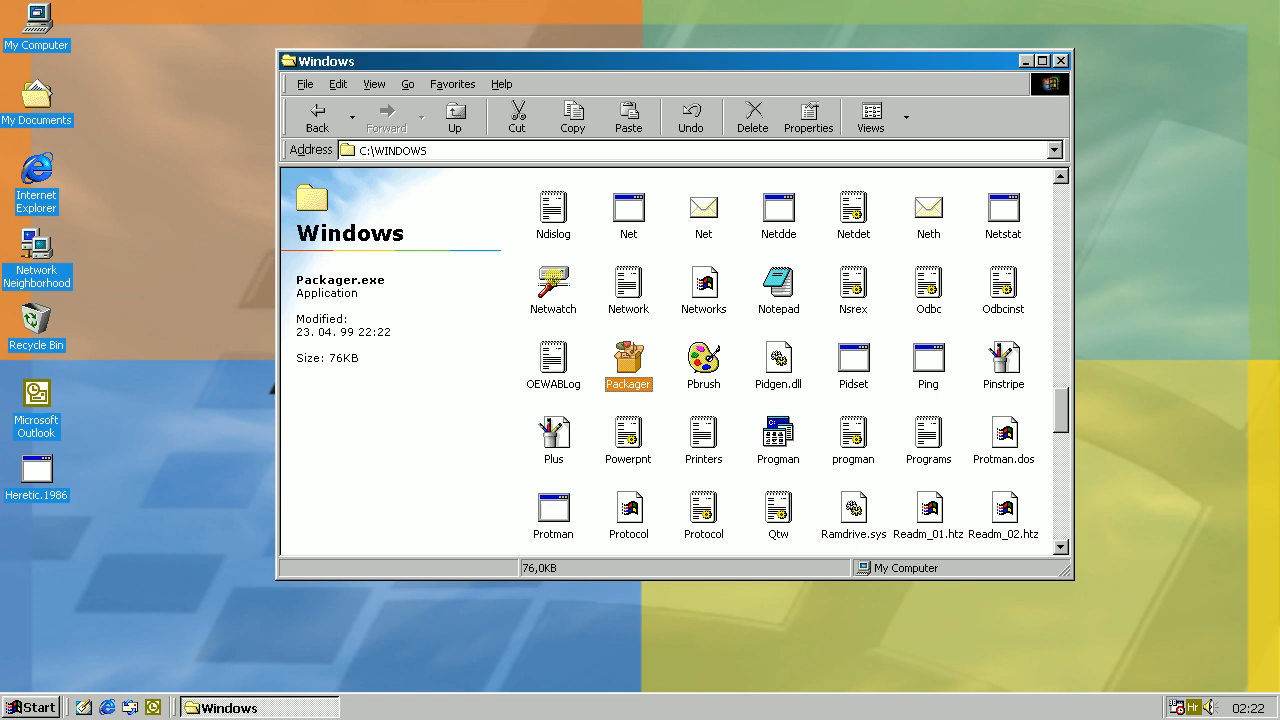 My Computer
My Documents
Internet
Explorer
Network
Neighborhood
Recycle Bin
Microsoft
Outlook
Heretic.1986
Windows
File Edit View Go Favorites Help
Back Forward Up Cut Copy Paste Undo Delete Properties Views
Address C:\WINDOWS
Windows
Packager.exe
Application
Modified:
23. 04. 99 22:22
Size: 76KB
Ndislog Net Net Netdde Netdet Neth Netstat
Netwatch Network Networks Notepad Nsrex Odbc Odbcinst
OEWABLog Packager Pbrush Pidgen.dll Pidset Ping Pinstripe
Plus Powerpnt Printers Progman progman Programs Protman.dos
Protman Protocol Protocol Qtw Ramdrive.sys Readm_01.htz Readm_02.htz
76,0KB My Computer
Start Windows Hr 02:22